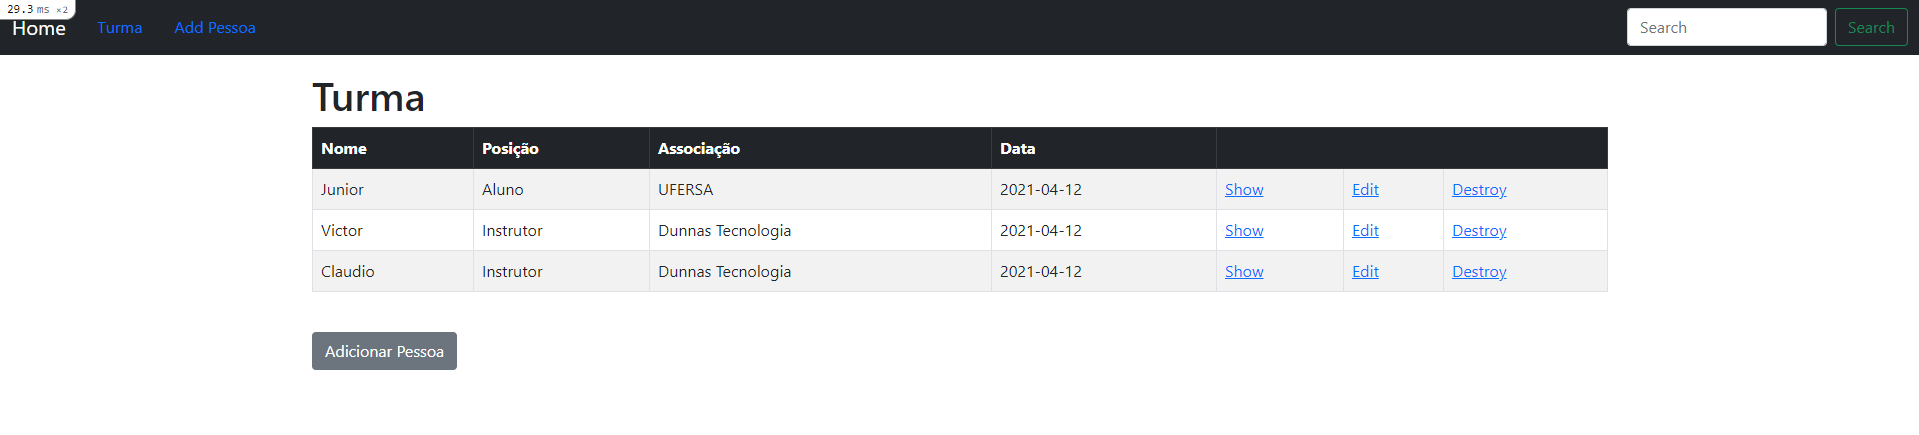 29.3 ms ×2
Home Turma Add Pessoa Search Search
Turma
Nome Posição Associação Data
Junior Aluno UFERSA 2021-04-12 Show Edit Destroy
Victor Instrutor Dunnas Tecnologia 2021-04-12 Show Edit Destroy
Claudio Instrutor Dunnas Tecnologia 2021-04-12 Show Edit Destroy
Adicionar Pessoa